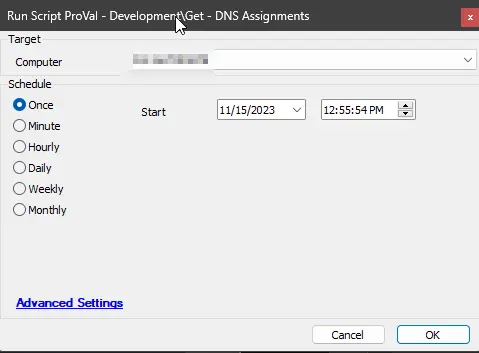 Run Script ProVal - Development\Get - DNS Assignments
x
Target
Computer
Schedule
Once
Start
11/15/2023
12:55:54 PM
Minute
Hourly
Daily
Weekly
Monthly
Advanced Settings
Cancel
OK